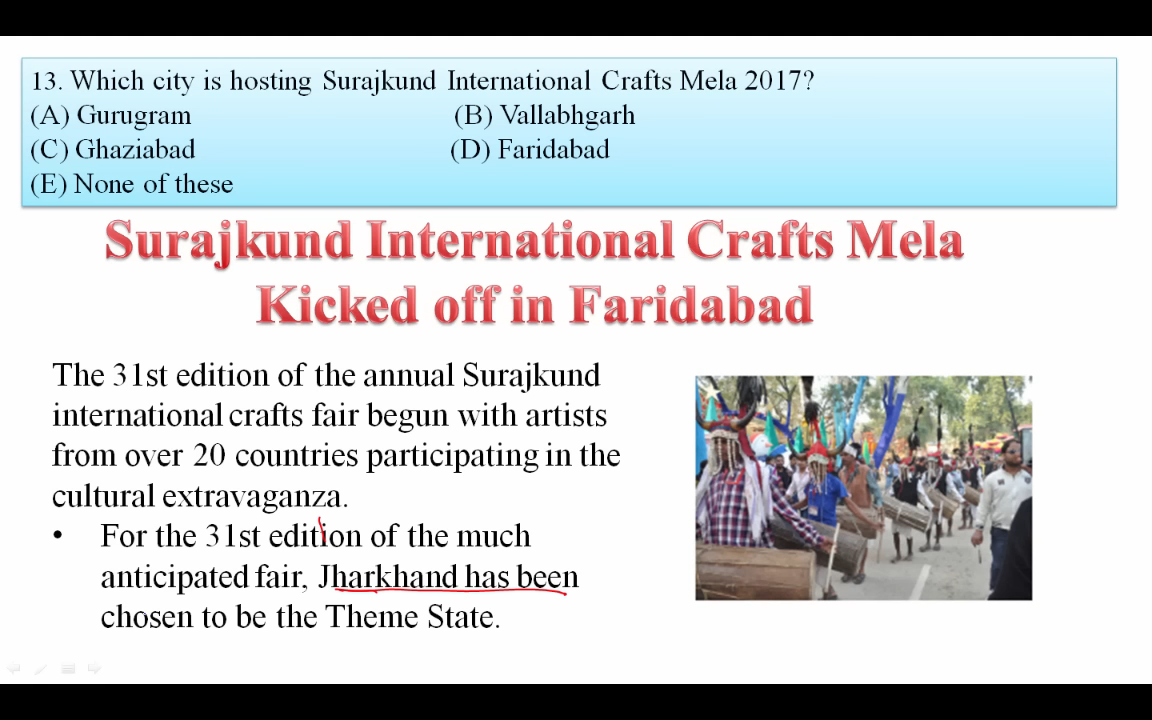 13. Which city is hosting Surajkund International Crafts Mela 2017?
(A) Gurugram (B) Vallabhgarh
(C) Ghaziabad (D) Faridabad
(E) None of these
Surajkund International Crafts Mela
Kicked off in Faridabad
The 31st edition of the annual Surajkund
international crafts fair begun with artists
from over 20 countries participating in the
cultural extravaganza.
• For the 31st edition of the much
anticipated fair, Jharkhand has been
chosen to be the Theme State.